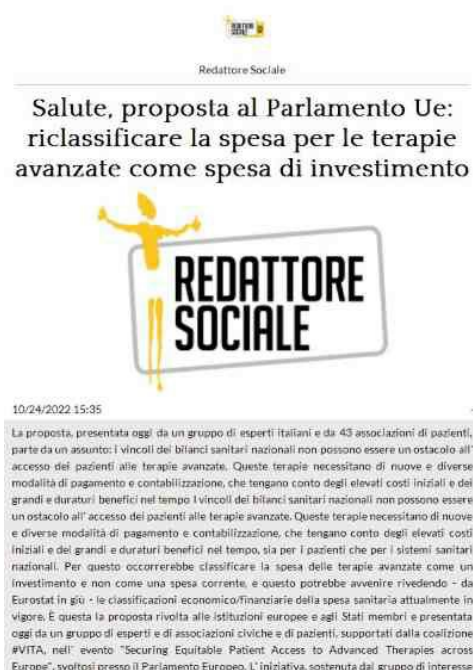 REDATTORE
SOCIALE
Redattore Sociale
Salute, proposta al Parlamento Ue:
riclassificare la spesa per le terapie
avanzate come spesa di investimento
REDATTORE
SOCIALE
10/24/2022 15:35
La proposta, presentata oggi da un gruppo di esperti italiani e da 43 associazioni di pazienti,
parte da un assunto: i vincoli dei bilanci sanitari nazionali non possono essere un ostacolo all'
accesso dei pazienti alle terapie avanzate. Queste terapie necessitano di nuove e diverse
modalità di pagamento e contabilizzazione, che tengano conto degli elevati costi iniziali e dei
grandi e duraturi benefici nel tempo I vincoli dei bilanci sanitari nazionali non possono essere
un ostacolo all' accesso dei pazienti alle terapie avanzate. Queste terapie necessitano di nuove
e diverse modalità di pagamento e contabilizzazione, che tengano conto degli elevati costi
iniziali e dei grandi e duraturi benefici nel tempo, sia per i pazienti che per i sistemi sanitari
nazionali. Per questo occorrerebbe classificare la spesa delle terapie avanzate come un
investimento e non come una spesa corrente, e questo potrebbe avvenire rivedendo - da
Eurostat in giù - le classificazioni economico/finanziarie della spesa sanitaria attualmente in
vigore. È questa la proposta rivolta alle istituzioni europee e agli Stati membri e presentata
oggi da un gruppo di esperti e di associazioni civiche e di pazienti, supportati dalla coalizione
#VITA, nell' evento "Securing Equitable Patient Access to Advanced Therapies across
Europe", svoltosi presso il Parlamento Europeo. L' iniziativa, sostenuta dal gruppo di interesse